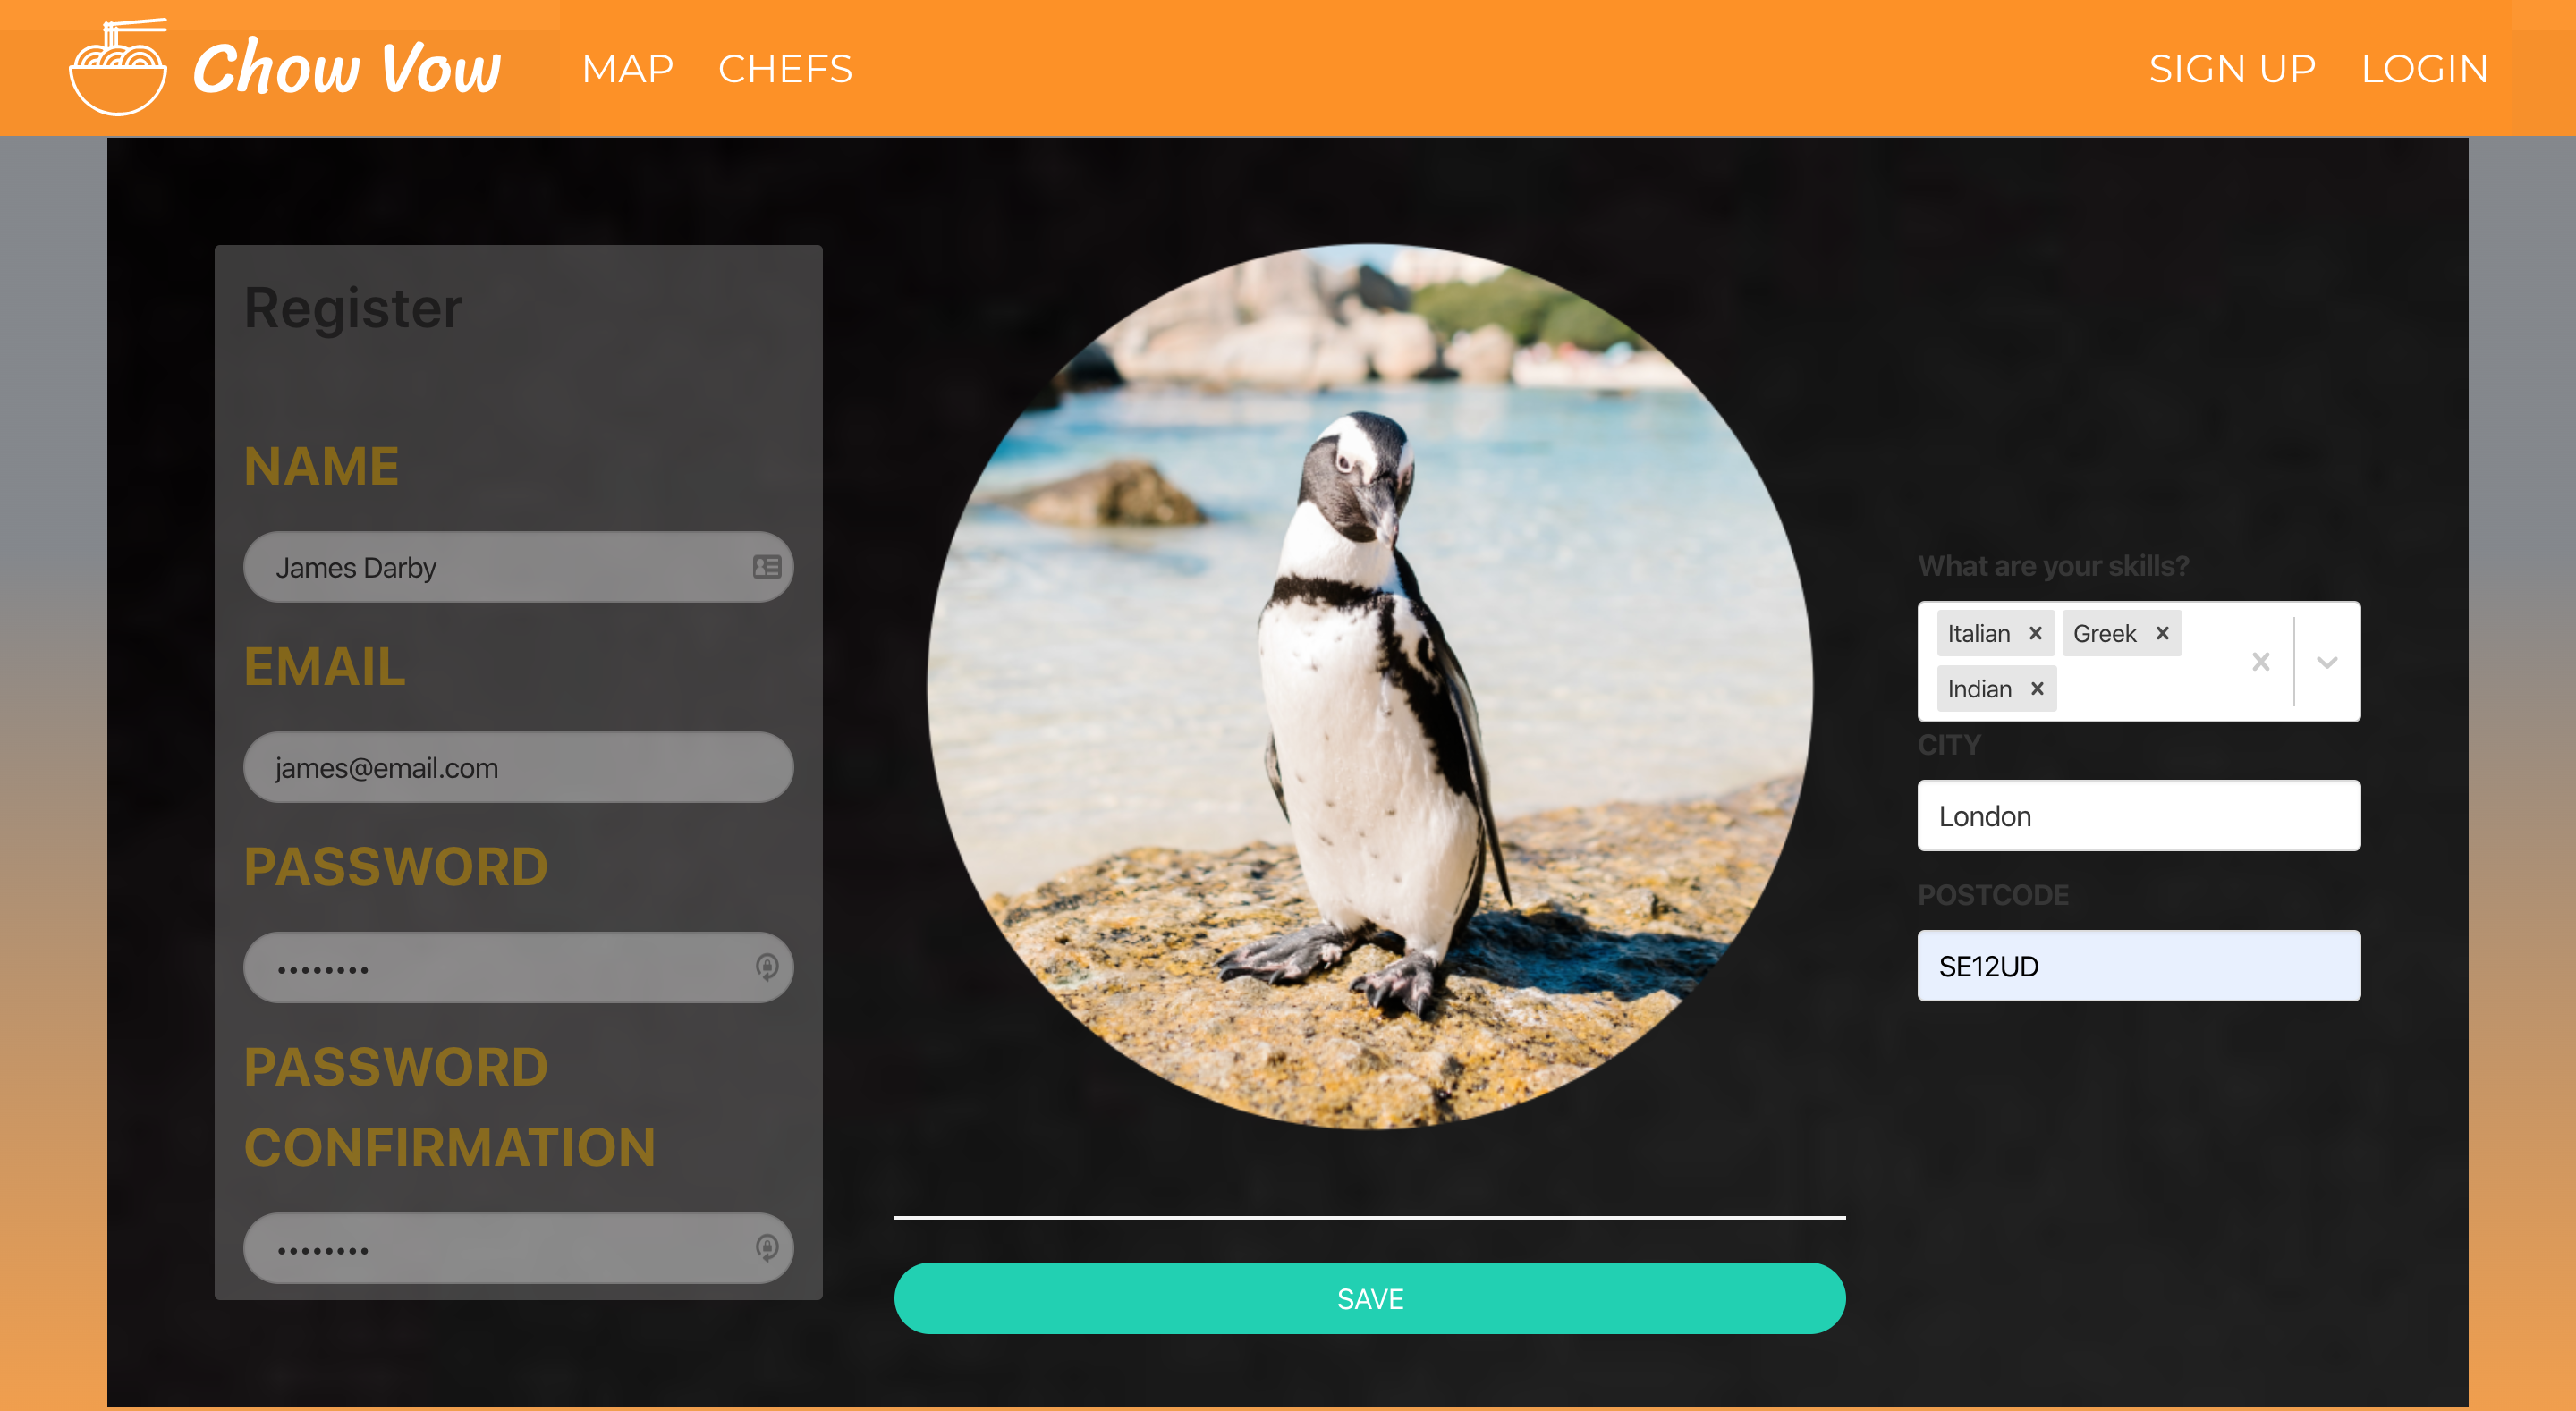 Chow Vow
MAP
CHEFS
SIGN UP
LOGIN
Register
NAME
James Darby
EMAIL
james@email.com
PASSWORD
••••••••
PASSWORD
CONFIRMATION
••••••••
SAVE
What are your skills?
Italian
Greek
Indian
CITY
London
POSTCODE
SE12UD